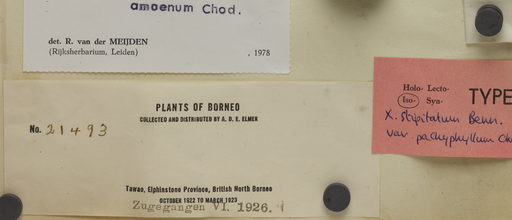 amoenum Chod.
det. R. van der MEIJDEN
(Rijksherbarium, Leiden) , 1978
Holo- Lecto-
Iso- Syn-
TYPE
X. stipitatum Benn.
var. pachyphyllum
PLANTS OF BORNEO
COLLECTED AND DISTRIBUTED BY A. D. E. ELMER
No. 21493
Tawao, Elphinstone Province, British North Borneo
OCTOBER 1922 TO MARCH 1923
Zugegangen VI. 1926.